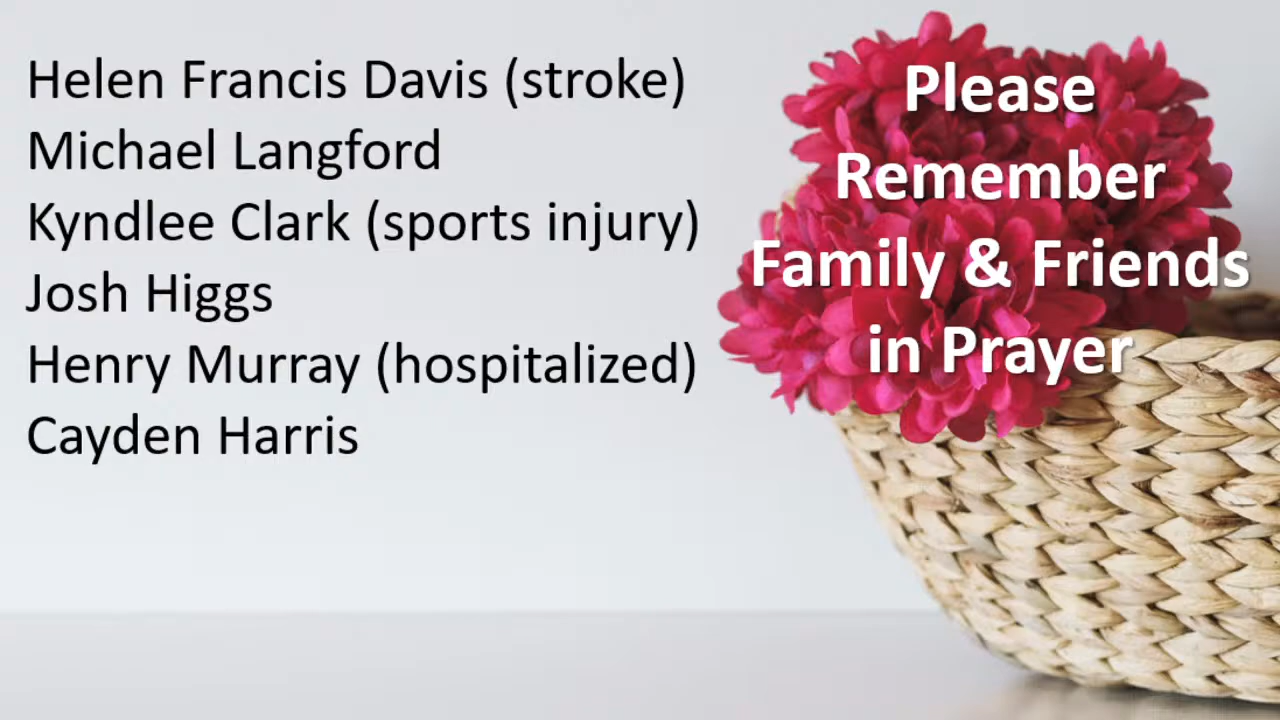 Helen Francis Davis (stroke)
Michael Langford
Kyndlee Clark (sports injury)
Josh Higgs
Henry Murray (hospitalized)
Cayden Harris
Please
Remember
Family & Friends
in Prayer